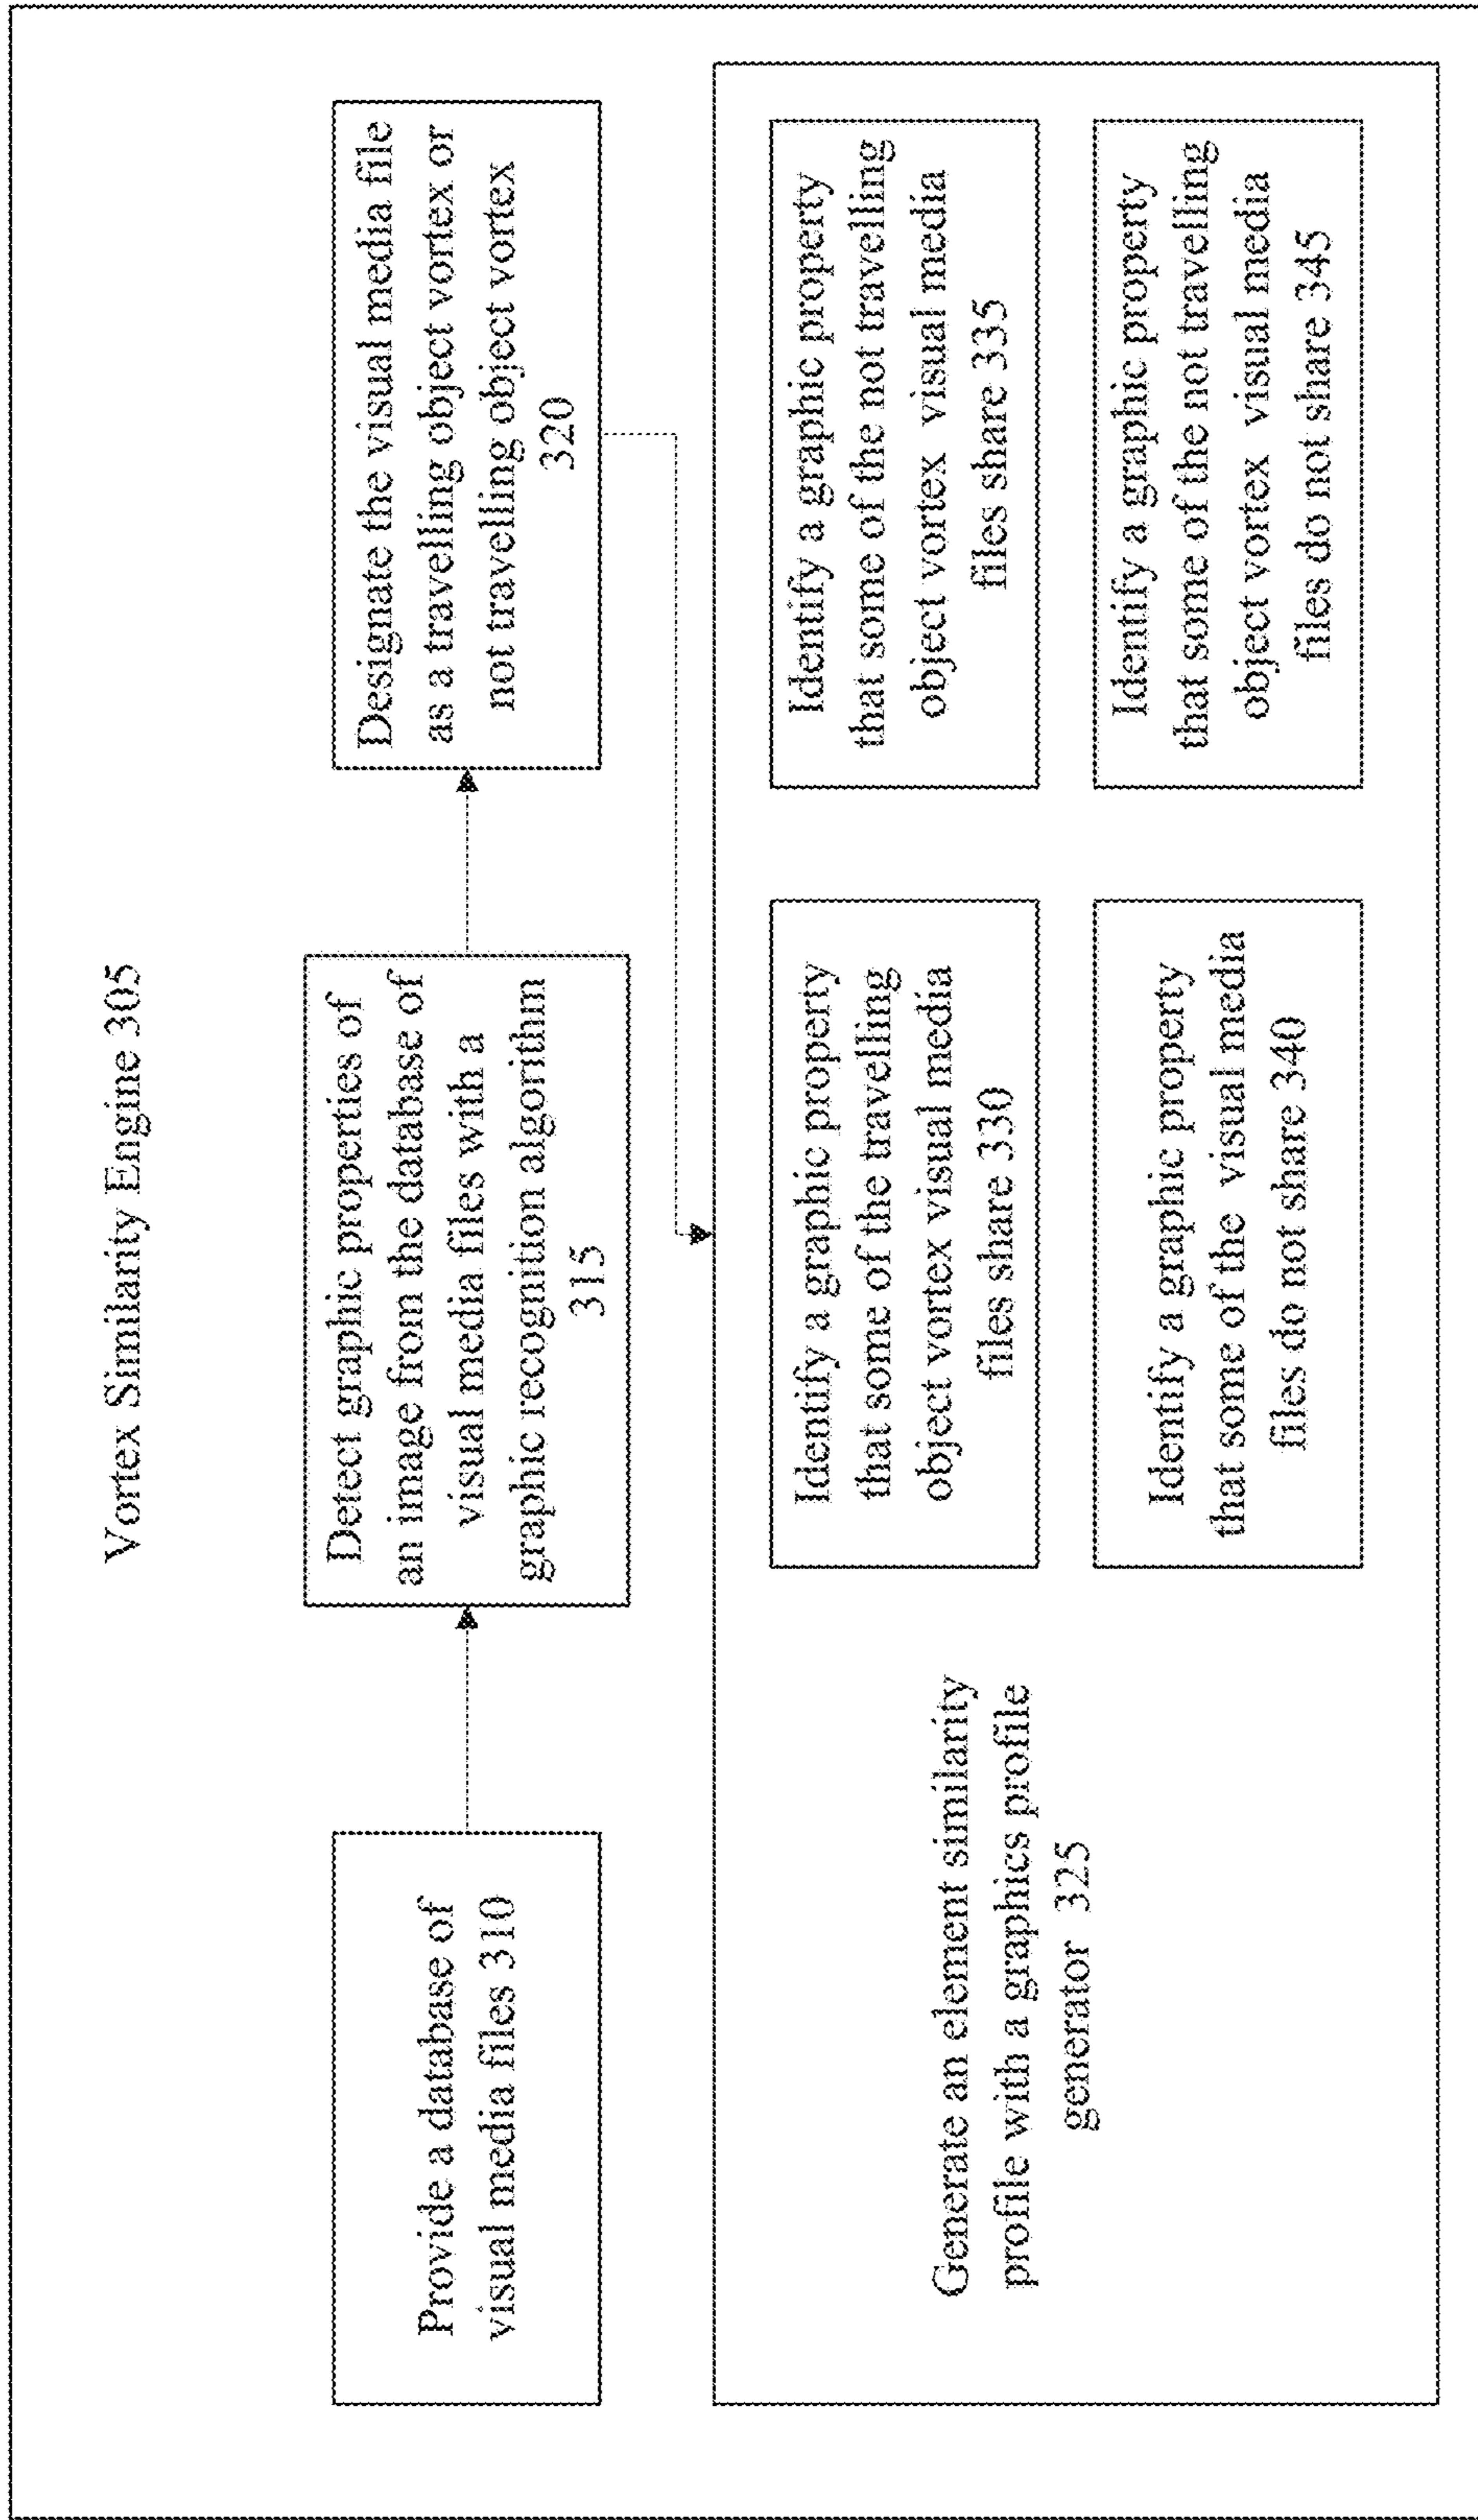 Vortex Similarity Engine 305
Provide a database of
visual media files 310
Detect graphic properties of
an image from the database of
visual media files with a
graphic recognition algorithm
315
Designate the visual media file
as a travelling object vortex or
not travelling object vortex
320
Generate an element similarity
profile with a graphics profile
generator 325
Identify a graphic property
that some of the travelling
object vortex visual media
files share 330
Identify a graphic property
that some of the not travelling
object vortex visual media
files share 335
Identify a graphic property
that some of the visual media
files do not share 340
Identify a graphic property
that some of the not travelling
object vortex visual media
files do not share 345